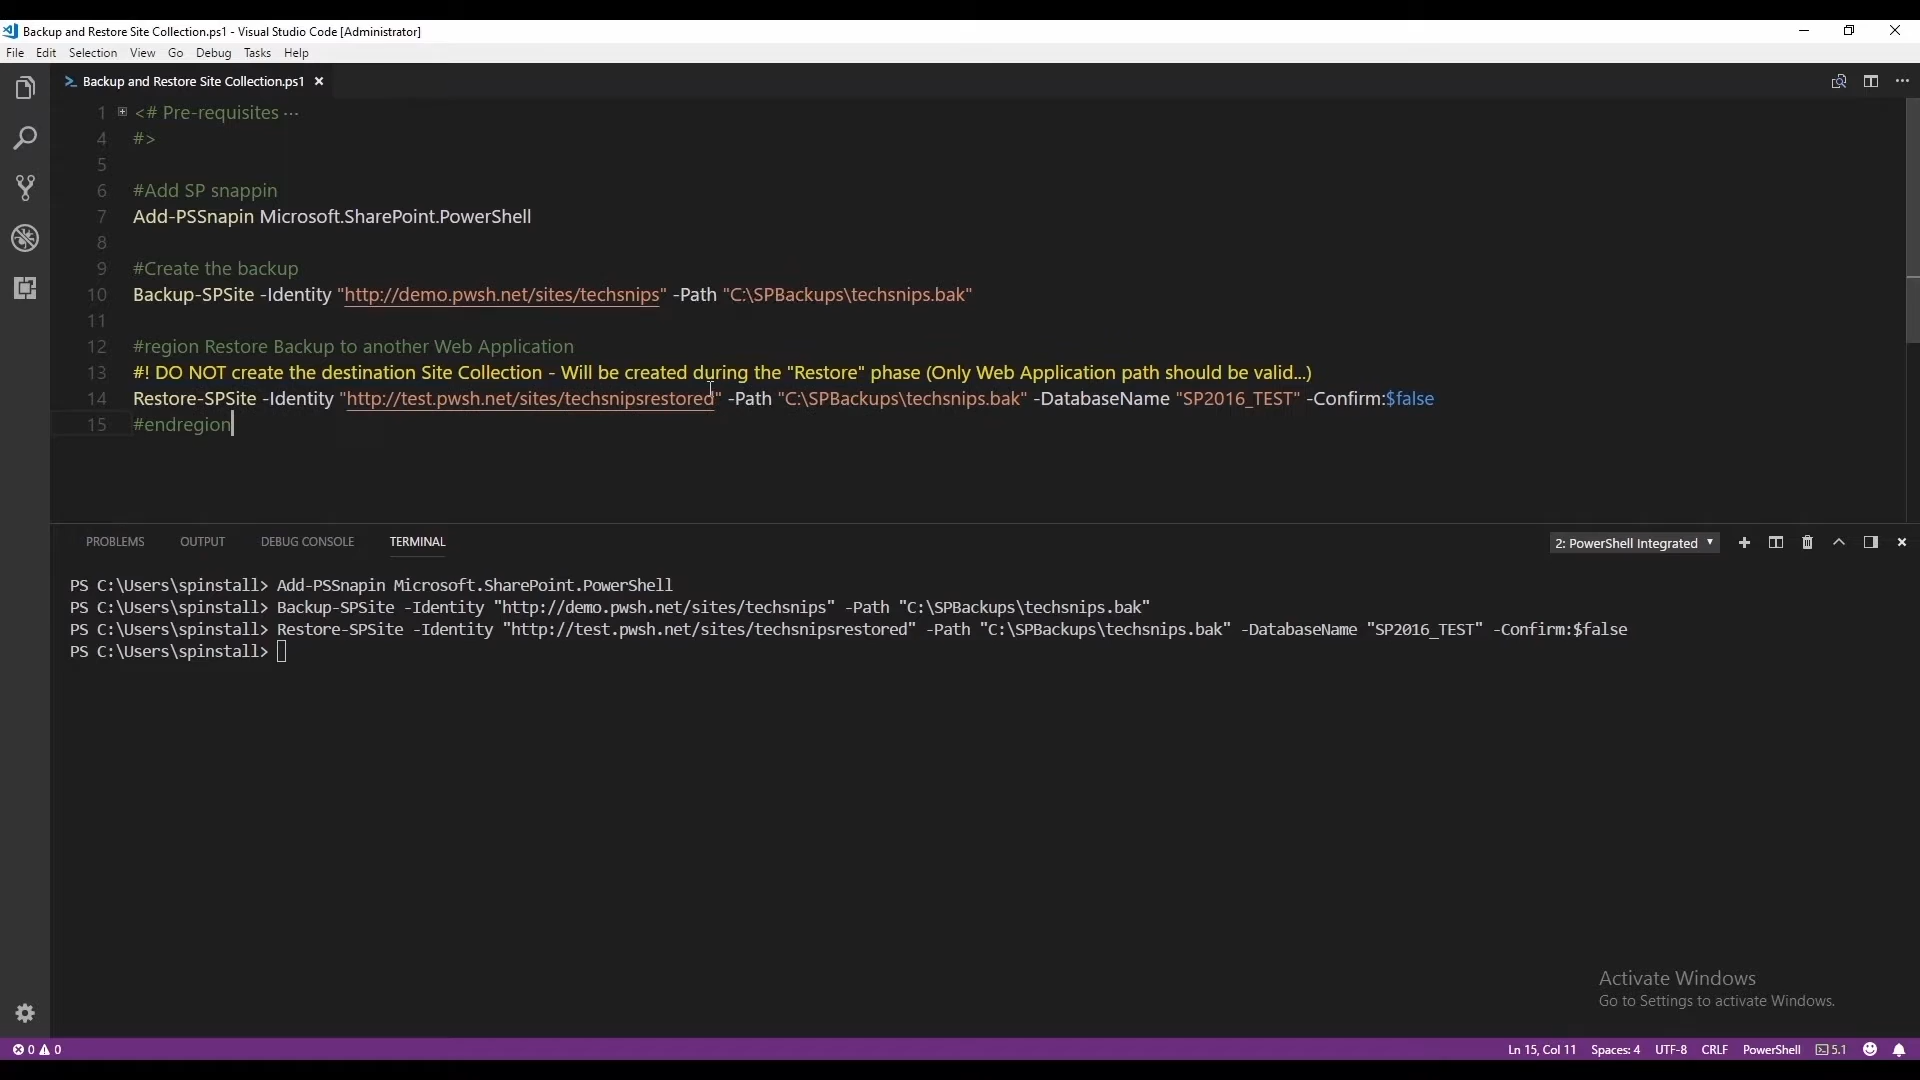 Backup and Restore Site Collection.ps1 - Visual Studio Code [Administrator]
File Edit Selection View Go Debug Tasks Help
Backup and Restore Site Collection.ps1
1 <# Pre-requisites ...
4 #>
5
6 #Add SP snappin
7 Add-PSSnapin Microsoft.SharePoint.PowerShell
8
9 #Create the backup
10 Backup-SPSite -Identity "http://demo.pwsh.net/sites/techsnips" -Path "C:\SPBackups\techsnips.bak"
11
12 #region Restore Backup to another Web Application
13 #! DO NOT create the destination Site Collection - Will be created during the "Restore" phase (Only Web Application path should be valid...)
14 Restore-SPSite -Identity "http://test.pwsh.net/sites/techsnipsrestored" -Path "C:\SPBackups\techsnips.bak" -DatabaseName "SP2016_TEST" -Confirm:$false
15 #endregion
PROBLEMS OUTPUT DEBUG CONSOLE TERMINAL 2: PowerShell Integrated
PS C:\Users\spinstall> Add-PSSnapin Microsoft.SharePoint.PowerShell
PS C:\Users\spinstall> Backup-SPSite -Identity "http://demo.pwsh.net/sites/techsnips" -Path "C:\SPBackups\techsnips.bak"
PS C:\Users\spinstall> Restore-SPSite -Identity "http://test.pwsh.net/sites/techsnipsrestored" -Path "C:\SPBackups\techsnips.bak" -DatabaseName "SP2016_TEST" -Confirm:$false
PS C:\Users\spinstall>
Activate Windows
Go to Settings to activate Windows.
0 0 Ln 15, Col 11 Spaces: 4 UTF-8 CRLF PowerShell 5.1